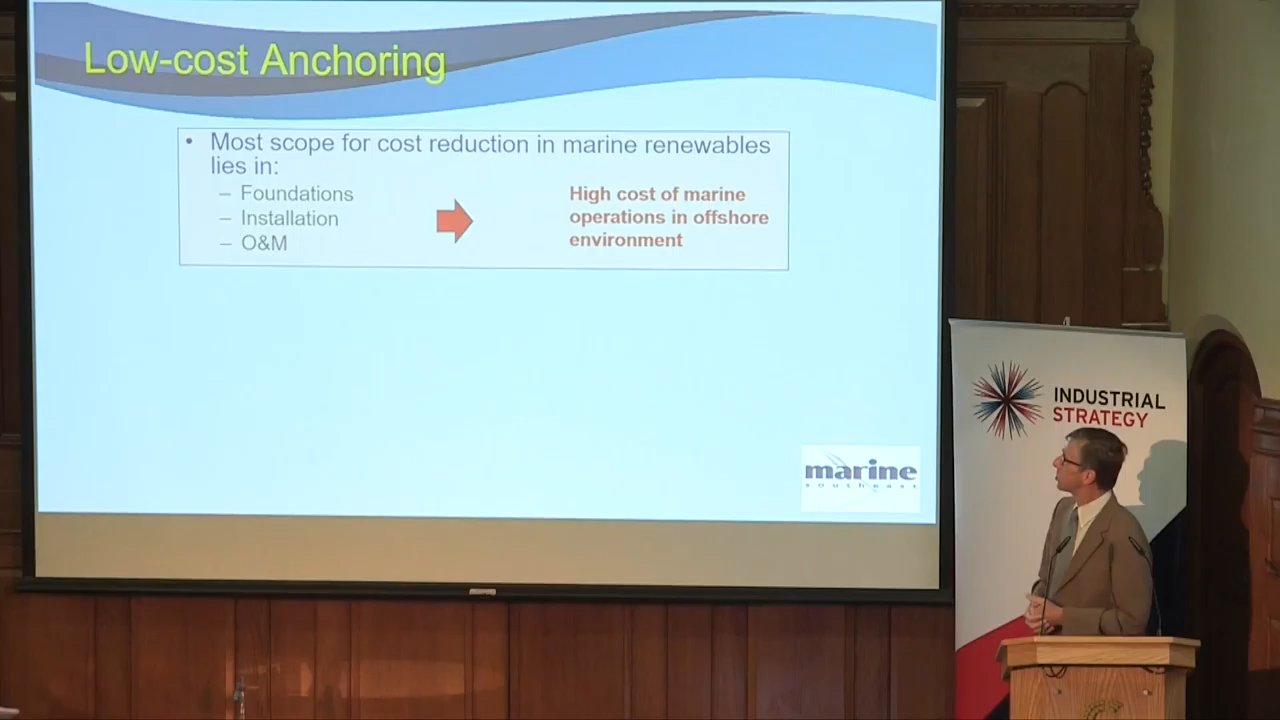 Low-cost Anchoring
• Most scope for cost reduction in marine renewables
lies in:
– Foundations
– Installation
– O&M
High cost of marine
operations in offshore
environment
marine
southeast
INDUSTRIAL
STRATEGY